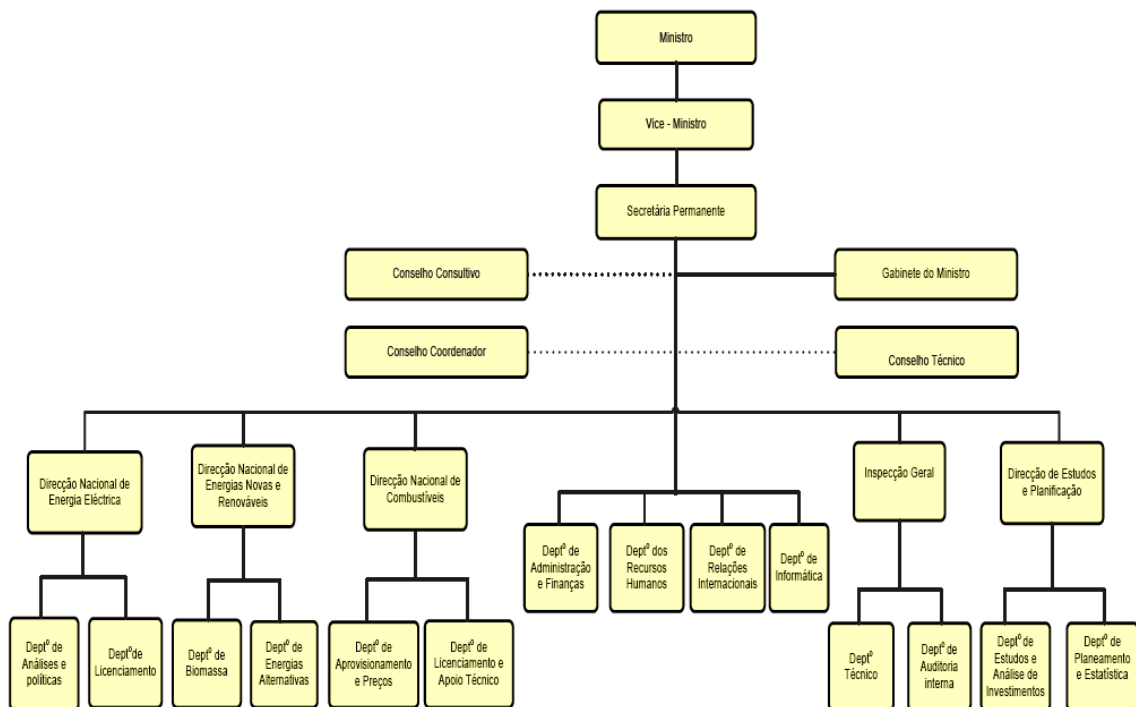 Ministro
Vice - Ministro
Secretária Permanente
Conselho Consultivo
Gabinete do Ministro
Conselho Coordenador
Conselho Técnico
Direcção Nacional de
Energia Eléctrica
Direcção Nacional de
Energias Novas e
Renováveis
Direcção Nacional de
Combustíveis
Inspecção Geral
Direcção de Estudos
e Planificação
Deptº de
Administração
e Finanças
Deptº dos
Recursos
Humanos
Deptº de
Relações
Internacionais
Deptº de
Informática
Deptº de
Análises e
políticas
Deptºde
Licenciamento
Deptº de
Biomassa
Deptº de
Energias
Alternativas
Deptº de
Aprovisionamento
e Preços
Deptº de
Licenciamento e
Apoio Técnico
Deptº
Técnico
Deptº de
Auditoria
interna
Deptº de
Estudos e
Análise de
Investimentos
Deptº de
Planeamento
e Estatística